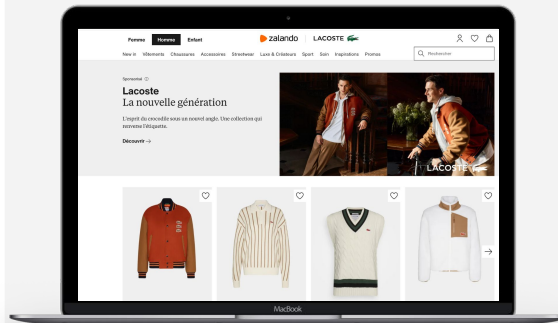 Femme Homme Enfant
zalando LACOSTE
New in Vêtements Chaussures Accessoires Streetwear Luxe & Créateurs Sport Soin Inspirations Promos
Rechercher
Sponsorisé
Lacoste
La nouvelle génération
L'esprit du crocodile sous un nouvel angle. Une collection qui
renverse l'étiquette.
Découvrir →
LACOSTE
MacBook